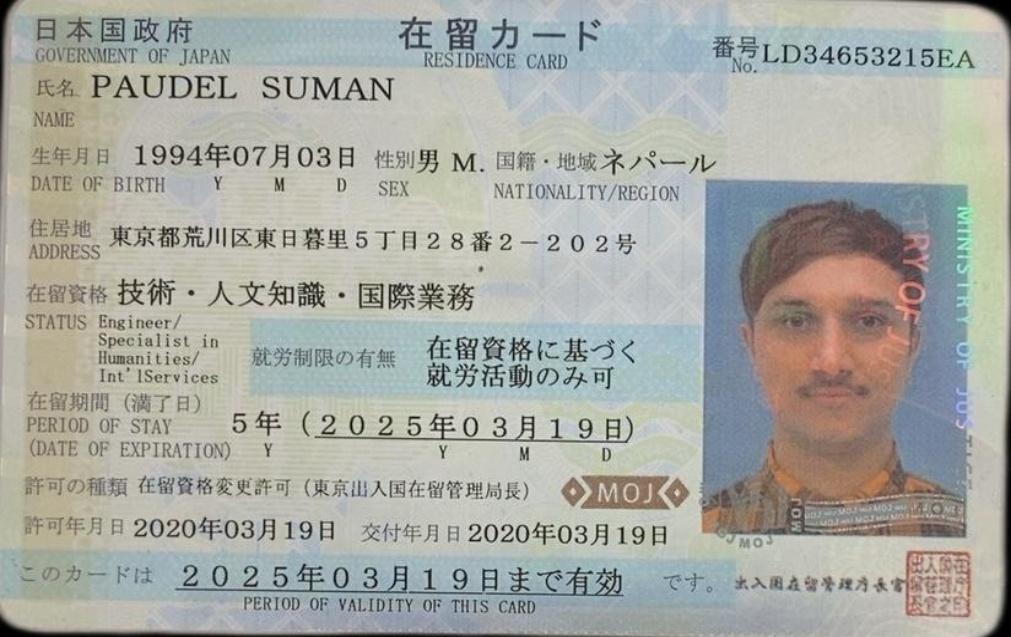 日本国政府 在留カード 番号 LD34653215EA
GOVERNMENT OF JAPAN RESIDENCE CARD No.
氏名 PAUDEL SUMAN
NAME
生年月日 1994年07月03日 性別 男 M. 国籍・地域 ネパール
DATE OF BIRTH Y M D SEX NATIONALITY/REGION
住居地 東京都荒川区東日暮里5丁目28番2-202号
ADDRESS
在留資格 技術・人文知識・国際業務
STATUS Engineer/
Specialist in
Humanities/
Int'lServices
就労制限の有無 在留資格に基づく
就労活動のみ可
在留期間(満了日)
PERIOD OF STAY 5年(2025年03月19日)
(DATE OF EXPIRATION) Y Y M D
許可の種類 在留資格変更許可(東京出入国在留管理局長) MOJ
許可年月日 2020年03月19日 交付年月日 2020年03月19日
このカードは 2025年03月19日まで有効 です。 出入国在留管理庁長官
PERIOD OF VALIDITY OF THIS CARD
MINISTRY OF JUS
STRY OF J
MOJ
MOJ